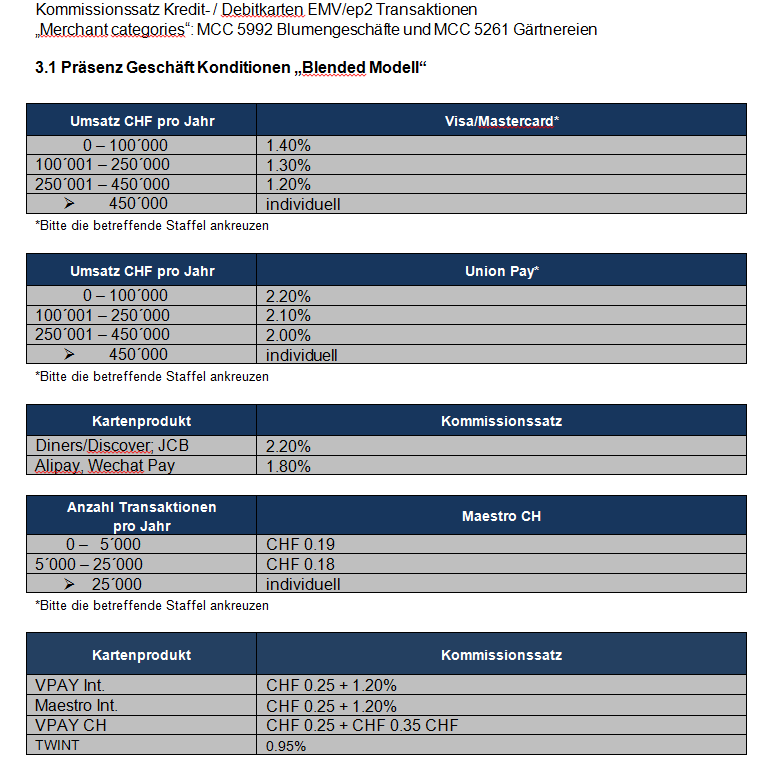 Kommissionssatz Kredit- / Debitkarten EMV/ep2 Transaktionen
„Merchant categories“: MCC 5992 Blumengeschäfte und MCC 5261 Gärtnereien
3.1 Präsenz Geschäft Konditionen „Blended Modell“
Umsatz CHF pro Jahr Visa/Mastercard*
0 – 100´000 1.40%
100´001 – 250´000 1.30%
250´001 – 450´000 1.20%
➢ 450´000 individuell
*Bitte die betreffende Staffel ankreuzen
Umsatz CHF pro Jahr Union Pay*
0 – 100´000 2.20%
100´001 – 250´000 2.10%
250´001 – 450´000 2.00%
➢ 450´000 individuell
*Bitte die betreffende Staffel ankreuzen
Kartenprodukt Kommissionssatz
Diners/Discover; JCB 2.20%
Alipay, Wechat Pay 1.80%
Anzahl Transaktionen
pro Jahr Maestro CH
0 – 5´000 CHF 0.19
5´000 – 25´000 CHF 0.18
➢ 25´000 individuell
*Bitte die betreffende Staffel ankreuzen
Kartenprodukt Kommissionssatz
VPAY Int. CHF 0.25 + 1.20%
Maestro Int. CHF 0.25 + 1.20%
VPAY CH CHF 0.25 + CHF 0.35 CHF
TWINT 0.95%